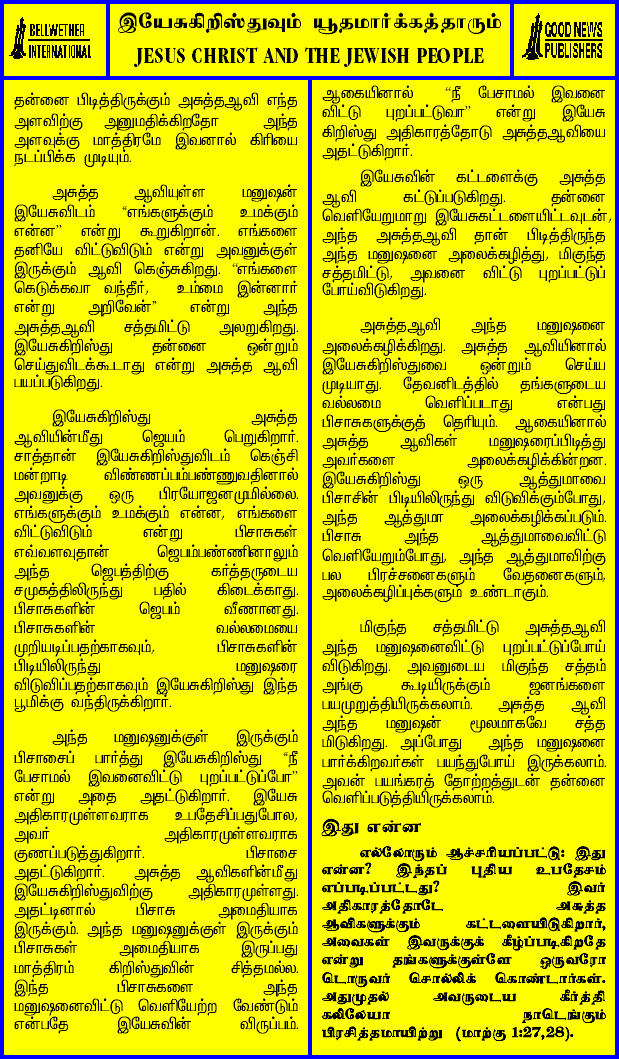 BELLWETHER
INTERNATIONAL
இயேசுகிறிஸ்துவும் யூதமார்க்கத்தாரும்
JESUS CHRIST AND THE JEWISH PEOPLE
GOOD NEWS
PUBLISHERS
தன்னை பிடித்திருக்கும் அசுத்தஆவி எந்த
அளவிற்கு அனுமதிக்கிறதோ அந்த
அளவுக்கு மாத்திரமே இவனால் கிரியை
நடப்பிக்க முடியும்.
அசுத்த ஆவியுள்ள மனுஷன்
இயேசுவிடம் “எங்களுக்கும் உமக்கும்
என்ன” என்று கூறுகிறான். எங்களை
தனியே விட்டுவிடும் என்று அவனுக்குள்
இருக்கும் ஆவி கெஞ்சுகிறது. “எங்களை
கெடுக்கவா வந்தீர், உம்மை இன்னார்
என்று அறிவேன்” என்று அந்த
அசுத்தஆவி சத்தமிட்டு அலறுகிறது.
இயேசுகிறிஸ்து தன்னை ஒன்றும்
செய்துவிடக்கூடாது என்று அசுத்த ஆவி
பயப்படுகிறது.
இயேசுகிறிஸ்து அசுத்த
ஆவியின்மீது ஜெயம் பெறுகிறார்.
சாத்தான் இயேசுகிறிஸ்துவிடம் கெஞ்சி
மன்றாடி விண்ணப்பம்பண்ணுவதினால்
அவனுக்கு ஒரு பிரயோஜனமுமில்லை.
எங்களுக்கும் உமக்கும் என்ன, எங்களை
விட்டுவிடும் என்று பிசாசுகள்
எவ்வளவுதான் ஜெபம்பண்ணினாலும்
அந்த ஜெபத்திற்கு கர்த்தருடைய
சமுகத்திலிருந்து பதில் கிடைக்காது.
பிசாசுகளின் ஜெபம் வீணானது.
பிசாசுகளின் வல்லமையை
முறியடிப்பதற்காகவும், பிசாசுகளின்
பிடியிலிருந்து மனுஷரை
விடுவிப்பதற்காகவும் இயேசுகிறிஸ்து இந்த
பூமிக்கு வந்திருக்கிறார்.
அந்த மனுஷனுக்குள் இருக்கும்
பிசாசைப் பார்த்து இயேசுகிறிஸ்து “நீ
பேசாமல் இவனைவிட்டு புறப்பட்டுப்போ”
என்று அதை அதட்டுகிறார். இயேசு
அதிகாரமுள்ளவராக உபதேசிப்பதுபோல,
அவர் அதிகாரமுள்ளவராக
குணப்படுத்துகிறார். பிசாசை
அதட்டுகிறார். அசுத்த ஆவிகளின்மீது
இயேசுகிறிஸ்துவிற்கு அதிகாரமுள்ளது.
அதட்டினால் பிசாசு அமைதியாக
இருக்கும். அந்த மனுஷனுக்குள் இருக்கும்
பிசாசுகள் அமைதியாக இருப்பது
மாத்திரம் கிறிஸ்துவின் சித்தமல்ல.
இந்த பிசாசுகளை அந்த
மனுஷனைவிட்டு வெளியேற்ற வேண்டும்
என்பதே இயேசுவின் விருப்பம்.
ஆகையினால் “நீ பேசாமல் இவனை
விட்டு புறப்பட்டுவா” என்று இயேசு
கிறிஸ்து அதிகாரத்தோடு அசுத்தஆவியை
அதட்டுகிறார்.
இயேசுவின் கட்டளைக்கு அசுத்த
ஆவி கட்டுப்படுகிறது. தன்னை
வெளியேறுமாறு இயேசுகட்டளையிட்டவுடன்,
அந்த அசுத்தஆவி தான் பிடித்திருந்த
அந்த மனுஷனை அலைக்கழித்து, மிகுந்த
சத்தமிட்டு, அவனை விட்டு புறப்பட்டுப்
போய்விடுகிறது.
அசுத்தஆவி அந்த மனுஷனை
அலைக்கழிக்கிறது. அசுத்த ஆவியினால்
இயேசுகிறிஸ்துவை ஒன்றும் செய்ய
முடியாது. தேவனிடத்தில் தங்களுடைய
வல்லமை வெளிப்படாது என்பது
பிசாசுகளுக்குத் தெரியும். ஆகையினால்
அசுத்த ஆவிகள் மனுஷரைப்பிடித்து
அவர்களை அலைக்கழிக்கின்றன.
இயேசுகிறிஸ்து ஒரு ஆத்துமாவை
பிசாசின் பிடியிலிருந்து விடுவிக்கும்போது,
அந்த ஆத்துமா அலைக்கழிக்கப்படும்.
பிசாசு அந்த ஆத்துமாவைவிட்டு
வெளியேறும்போது, அந்த ஆத்துமாவிற்கு
பல பிரச்சனைகளும் வேதனைகளும்,
அலைக்கழிப்புக்களும் உண்டாகும்.
மிகுந்த சத்தமிட்டு அசுத்தஆவி
அந்த மனுஷனைவிட்டு புறப்பட்டுப்போய்
விடுகிறது. அவனுடைய மிகுந்த சத்தம்
அங்கு கூடியிருக்கும் ஜனங்களை
பயமுறுத்தியிருக்கலாம். அசுத்த ஆவி
அந்த மனுஷன் மூலமாகவே சத்த
மிடுகிறது. அப்போது அந்த மனுஷனை
பார்க்கிறவர்கள் பயந்துபோய் இருக்கலாம்.
அவன் பயங்கரத் தோற்றத்துடன் தன்னை
வெளிப்படுத்தியிருக்கலாம்.
இது என்ன
எல்லோரும் ஆச்சரியப்பட்டு: இது
என்ன? இந்தப் புதிய உபதேசம்
எப்படிப்பட்டது? இவர்
அதிகாரத்தோடே அசுத்த
ஆவிகளுக்கும் கட்டளையிடுகிறார்,
அவைகள் இவருக்குக் கீழ்ப்படிகிறதே
என்று தங்களுக்குள்ளே ஒருவரோ
டொருவர் சொல்லிக் கொண்டார்கள்.
அதுமுதல் அவருடைய கீர்த்தி
கலிலேயா நாடெங்கும்
பிரசித்தமாயிற்று (மாற்கு 1:27,28).